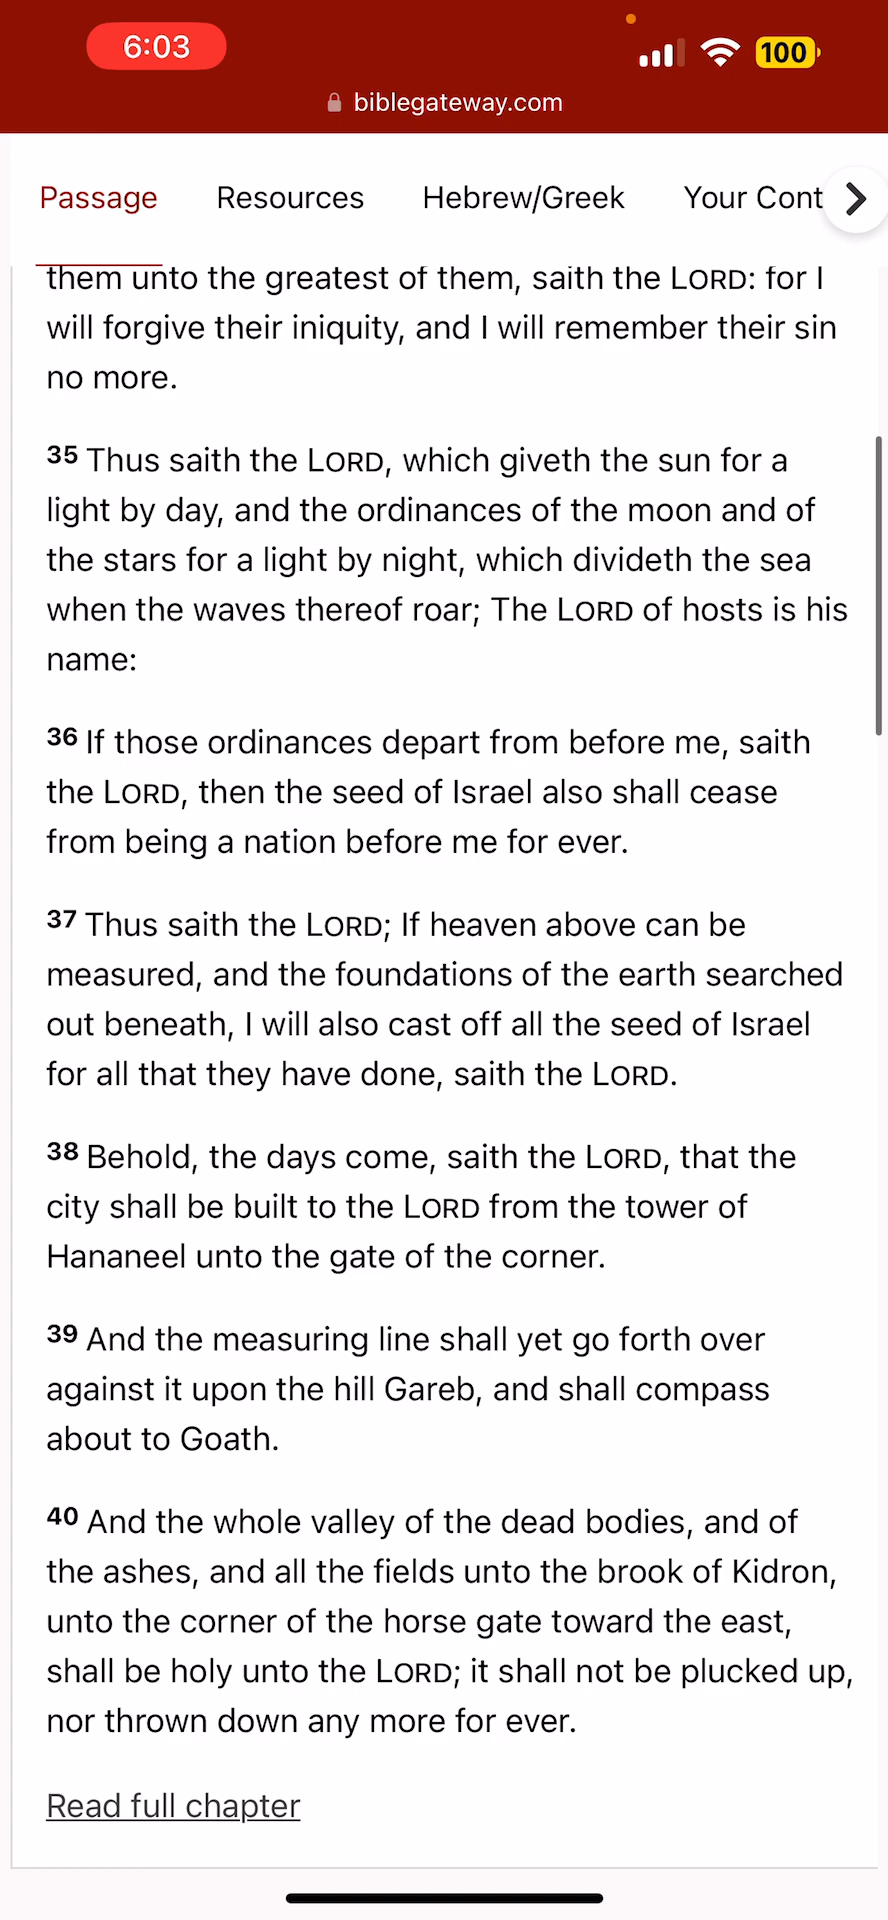 6:03
100
biblegateway.com
Passage Resources Hebrew/Greek Your Cont
them unto the greatest of them, saith the LORD: for I
will forgive their iniquity, and I will remember their sin
no more.
35 Thus saith the LORD, which giveth the sun for a
light by day, and the ordinances of the moon and of
the stars for a light by night, which divideth the sea
when the waves thereof roar; The LORD of hosts is his
name:
36 If those ordinances depart from before me, saith
the LORD, then the seed of Israel also shall cease
from being a nation before me for ever.
37 Thus saith the LORD; If heaven above can be
measured, and the foundations of the earth searched
out beneath, I will also cast off all the seed of Israel
for all that they have done, saith the LORD.
38 Behold, the days come, saith the LORD, that the
city shall be built to the LORD from the tower of
Hananeel unto the gate of the corner.
39 And the measuring line shall yet go forth over
against it upon the hill Gareb, and shall compass
about to Goath.
40 And the whole valley of the dead bodies, and of
the ashes, and all the fields unto the brook of Kidron,
unto the corner of the horse gate toward the east,
shall be holy unto the LORD; it shall not be plucked up,
nor thrown down any more for ever.
Read full chapter